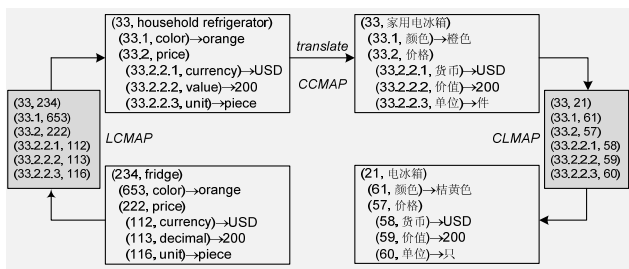 (33, household refrigerator)
(33.1, color)→orange
(33.2, price)
(33.2.2.1, currency)→USD
(33.2.2.2, value)→200
(33.2.2.3, unit)→piece
translate
CCMAP
(33, 家用电冰箱)
(33.1, 颜色)→橙色
(33.2, 价格)
(33.2.2.1, 货币)→USD
(33.2.2.2, 价值)→200
(33.2.2.3, 单位)→件
(33, 234)
(33.1, 653)
(33.2, 222)
(33.2.2.1, 112)
(33.2.2.2, 113)
(33.2.2.3, 116)
LCMAP
CLMAP
(33, 21)
(33.1, 61)
(33.2, 57)
(33.2.2.1, 58)
(33.2.2.2, 59)
(33.2.2.3, 60)
(234, fridge)
(653, color)→orange
(222, price)
(112, currency)→USD
(113, decimal)→200
(116, unit)→piece
(21, 电冰箱)
(61, 颜色)→桔黄色
(57, 价格)
(58, 货币)→USD
(59, 价值)→200
(60, 单位)→只